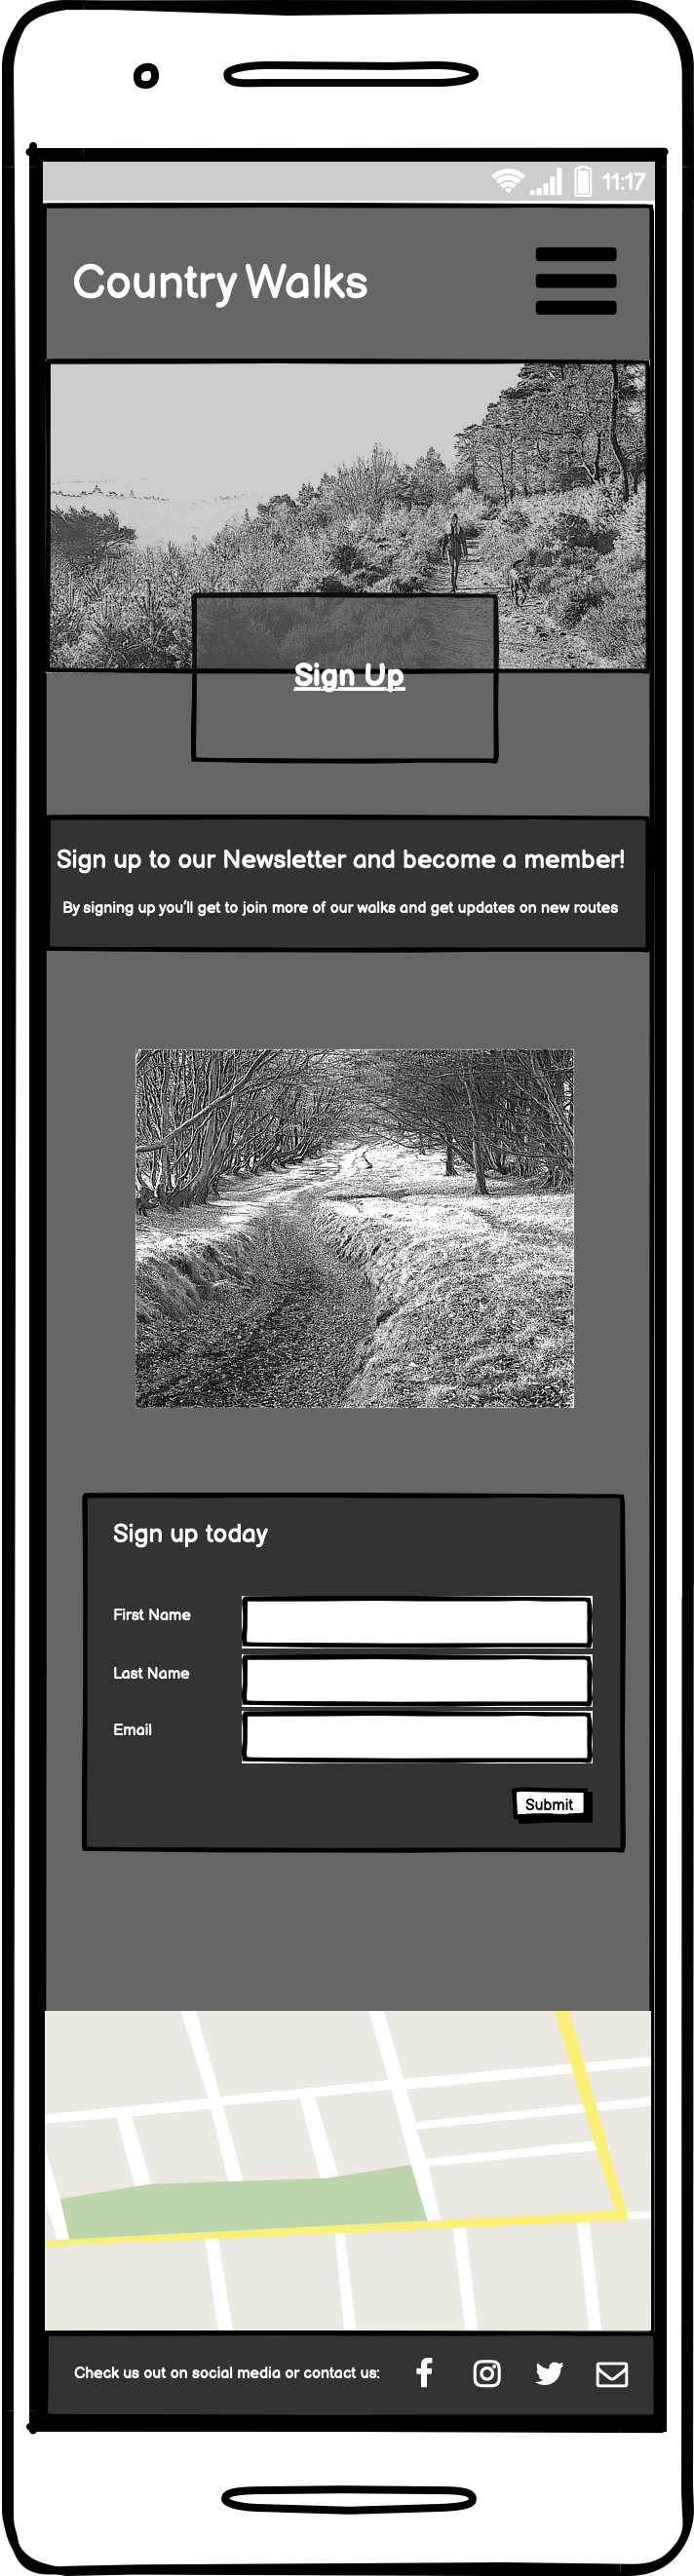 11:17
Country Walks
Sign Up
Sign up to our Newsletter and become a member!
By signing up you'll get to join more of our walks and get updates on new routes
Sign up today
First Name
Last Name
Email
Submit
Check us out on social media or contact us: